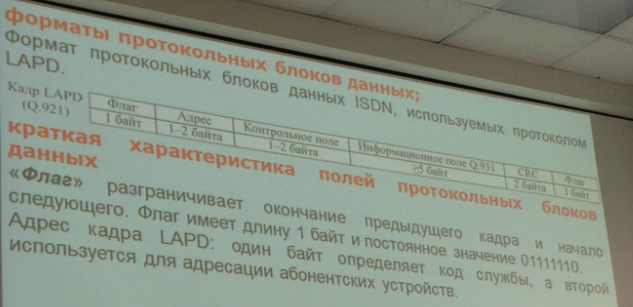 форматы протокольных блоков данных;
Формат протокольных блоков данных ISDN, используемых протоколом
LAPD.
Кадр LAPD
(Q.921)
Флаг Адрес Контрольное поле Информационное поле Q.931 CRC Флаг
1 байт 1–2 байта 1–2 байта >5 байт 2 байта 1 байт
краткая характеристика полей протокольных блоков
данных
«Флаг» разграничивает окончание предыдущего кадра и начало
следующего. Флаг имеет длину 1 байт и постоянное значение 01111110.
Адрес кадра LAPD: один байт определяет код службы, а второй
используется для адресации абонентских устройств.